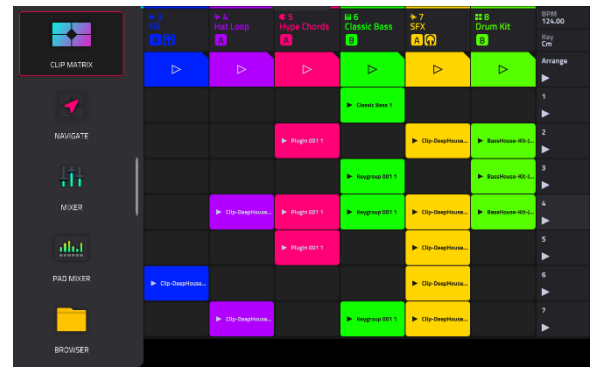 CLIP MATRIX
NAVIGATE
MIXER
PAD MIXER
BROWSER
3
Fill
A
4
Hat Loop
A
5
Hype Chords
A
6
Classic Bass
B
7
SFX
A
8
Drum Kit
B
BPM
124.00
Key
Cm
Arrange
Classic Bass 1
1
Plugin 001 1
Clip-DeepHouse...
BassHouse-Kit-J...
2
Keygroup 001 1
BassHouse-Kit-J...
3
Clip-DeepHouse...
Plugin 001 1
Keygroup 001 1
Clip-DeepHouse...
BassHouse-Kit-J...
4
Plugin 001 1
Clip-DeepHouse...
5
Clip-DeepHouse...
Clip-DeepHouse...
6
Clip-DeepHouse...
Keygroup 001 1
Clip-DeepHouse...
7